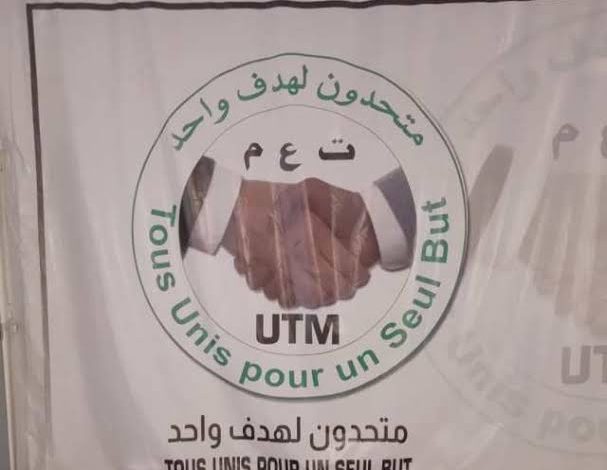 متحدون لهدف واحد
ت ع م
UTM
Tous Unis pour un Seul But
متحدون لهدف واحد
TOUS UNIS POUR UN SEUL BUT
ع م
UT